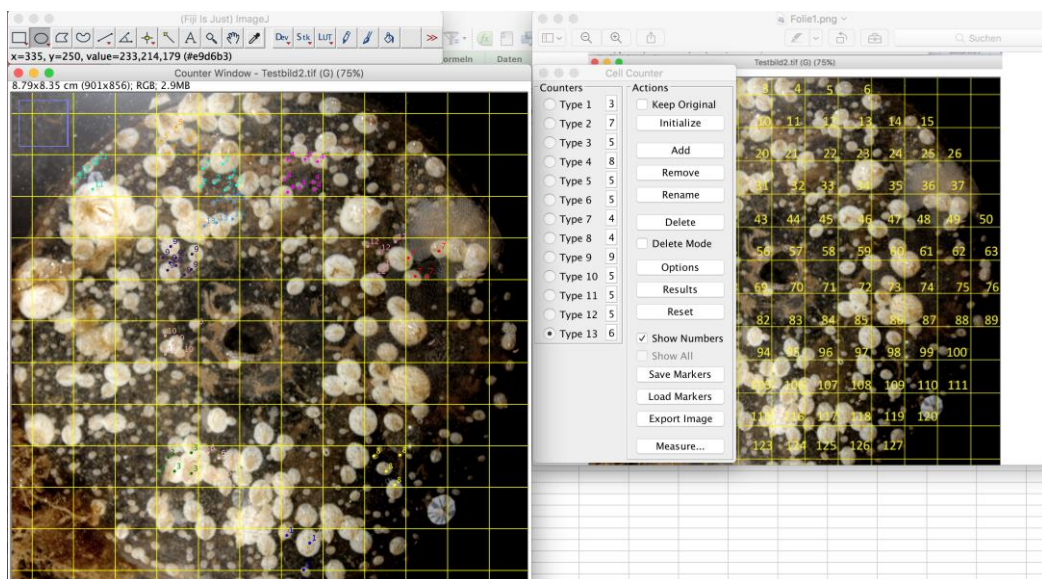 (Fiji Is Just) ImageJ
Dev Stk LUT >>
x=335, y=250, value=233,214,179 (#e9d6b3)
Counter Window - Testbild2.tif (G) (75%)
8.79x8.35 cm (901x856); RGB; 2.9MB
ormeln Daten
Folie1.png
Suchen
Testbild2.tif (G) (75%)
Cell Counter
Counters
Type 1 3
Type 2 7
Type 3 5
Type 4 8
Type 5 5
Type 6 5
Type 7 4
Type 8 4
Type 9 9
Type 10 5
Type 11 5
Type 12 5
Type 13 6
Actions
Keep Original
Initialize
Add
Remove
Rename
Delete
Delete Mode
Options
Results
Reset
Show Numbers
Show All
Save Markers
Load Markers
Export Image
Measure...
3 4 5 6
10 11 12 13 14 15
20 21 22 23 24 25 26
31 32 33 34 35 36 37
43 44 45 46 47 48 49 50
56 57 58 59 60 61 62 63
69 70 71 72 73 74 75 76
82 83 84 85 86 87 88 89
94 95 96 97 98 99 100
105 106 107 108 109 110 111
117 118 119 120
123 124 125 126 127